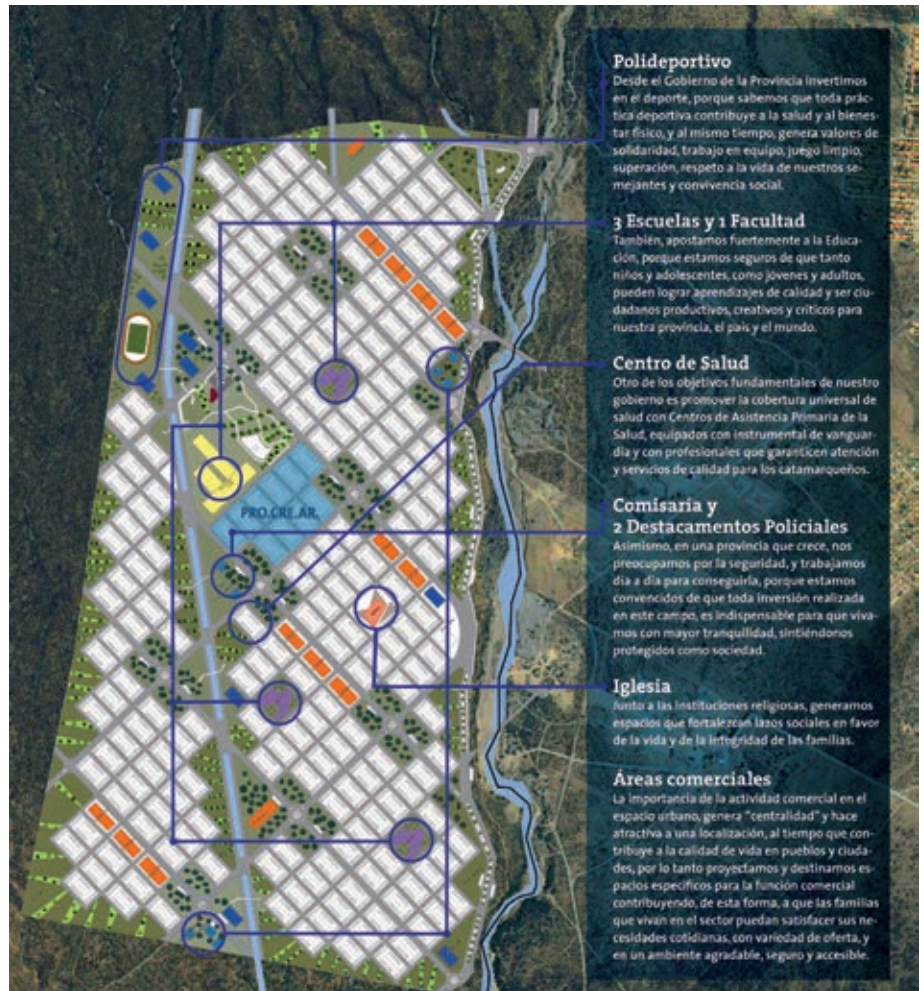 Polideportivo
Desde el Gobierno de la Provincia invertimos
en el deporte, porque sabemos que toda prác-
tica deportiva contribuye a la salud y al bienes-
tar físico, y al mismo tiempo, genera valores de
solidaridad, trabajo en equipo, juego limpio,
superación, respeto a la vida de nuestros se-
mejantes y convivencia social.
3 Escuelas y 1 Facultad
También, apostamos fuertemente a la Educa-
ción, porque estamos seguros de que tanto
niños y adolescentes, como jóvenes y adultos,
pueden lograr aprendizajes de calidad y ser ciu-
dadanos productivos, creativos y críticos para
nuestra provincia, el país y el mundo.
Centro de Salud
Otro de los objetivos fundamentales de nuestro
gobierno es promover la cobertura universal de
salud con Centros de Asistencia Primaria de la
Salud, equipados con instrumental de vanguar-
dia y con profesionales que garanticen atención
y servicios de calidad para los catamarqueños.
PRO.CRE.AR.
Comisaría y
2 Destacamentos Policiales
Asimismo, en una provincia que crece, nos
preocupamos por la seguridad, y trabajamos
día a día para conseguirla, porque estamos
convencidos de que toda inversión realizada
en este campo, es indispensable para que viva-
mos con mayor tranquilidad, sintiéndonos
protegidos como sociedad.
Iglesia
Junto a las instituciones religiosas, generamos
espacios que fortalezcan lazos sociales en favor
de la vida y de la integridad de las familias.
Áreas comerciales
La importancia de la actividad comercial en el
espacio urbano, genera "centralidad" y hace
atractiva a una localización, al tiempo que con-
tribuye a la calidad de vida en pueblos y ciuda-
des, por lo tanto proyectamos y destinamos es-
pacios específicos para la función comercial
contribuyendo, de esta forma, a que las familias
que vivan en el sector puedan satisfacer sus ne-
cesidades cotidianas, con variedad de oferta, y
en un ambiente agradable, seguro y accesible.